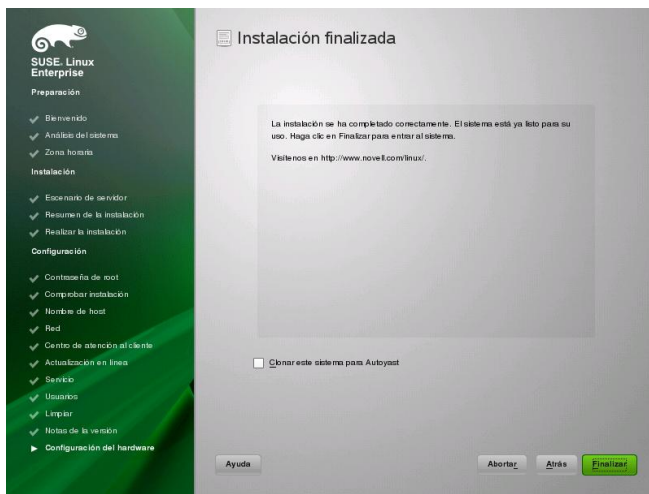 SUSE. Linux
Enterprise
Preparación
Bienvenido
Análisis del sistema
Zona horaria
Instalación
Escenario de servidor
Resumen de la instalación
Realizar la instalación
Configuración
Contraseña de root
Comprobar instalación
Nombre de host
Red
Centro de atención al cliente
Actualización en línea
Servicio
Usuarios
Limpiar
Notas de la versión
Configuración del hardware
Instalación finalizada
La instalación se ha completado correctamente. El sistema está ya listo para su
uso. Haga clic en Finalizar para entrar al sistema.
Visítenos en http://www.novell.com/linux/.
Clonar este sistema para Autoyast
Ayuda
Abortar
Atrás
Finalizar